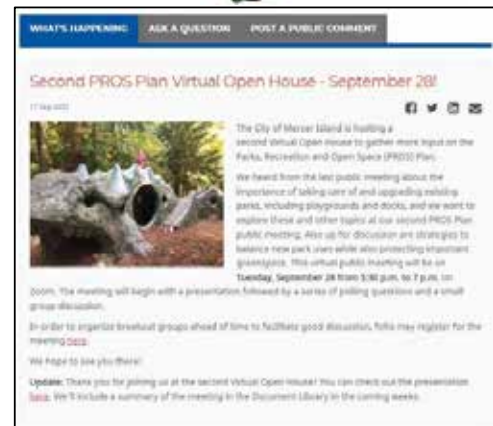 WHAT'S HAPPENING ASK A QUESTION POST A PUBLIC COMMENT
Second PROS Plan Virtual Open House - September 28!
17 Sep 2021
The City of Mercer Island is hosting a
second Virtual Open House to gather more input on the
Parks, Recreation and Open Space (PROS) Plan.
We heard from the last public meeting about the
importance of taking care of and upgrading existing
parks, including playgrounds and docks, and we want to
explore these and other topics at our second PROS Plan
public meeting. Also up for discussion are strategies to
balance new park uses while also protecting important
greenspace. This virtual public meeting will be on
Tuesday, September 28 from 5:30 p.m. to 7 p.m. on
Zoom. The meeting will begin with a presentation followed by a series of polling questions and a small
group discussion.
In order to organize breakout groups ahead of time to facilitate good discussion, folks may register for the
meeting here.
We hope to see you there!
Update: Thank you for joining us at the second Virtual Open House! You can check out the presentation
here. We'll include a summary of the meeting in the Document Library in the coming weeks.